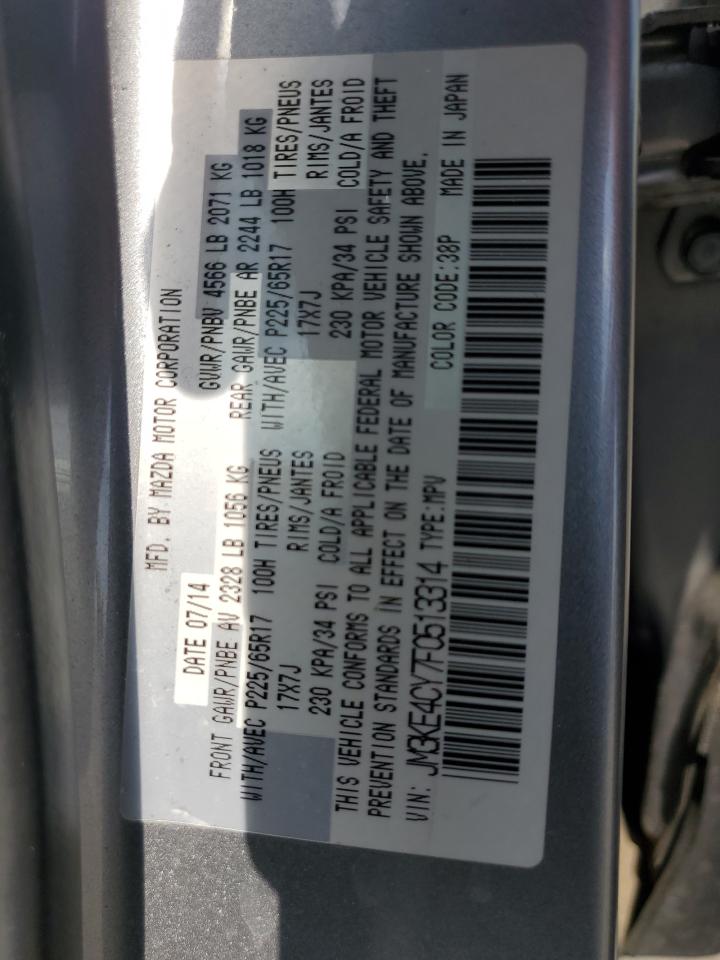 MFD. BY MAZDA MOTOR CORPORATION
DATE 07/14 GVWR/PNBV 4566 LB 2071 KG
FRONT GAWR/PNBE AV 2328 LB 1056 KG REAR GAWR/PNBE AR 2244 LB 1018 KG
WITH/AVEC P225/65R17 100H TIRES/PNEUS WITH/AVEC P225/65R17 100H TIRES/PNEUS
17X7J RIMS/JANTES 17X7J RIMS/JANTES
230 KPA/34 PSI COLD/A FROID 230 KPA/34 PSI COLD/A FROID
THIS VEHICLE CONFORMS TO ALL APPLICABLE FEDERAL MOTOR VEHICLE SAFETY AND THEFT
PREVENTION STANDARDS IN EFFECT ON THE DATE OF MANUFACTURE SHOWN ABOVE.
VIN: JM3KE4CY7F0513314 TYPE:MPV COLOR CODE:38P MADE IN JAPAN